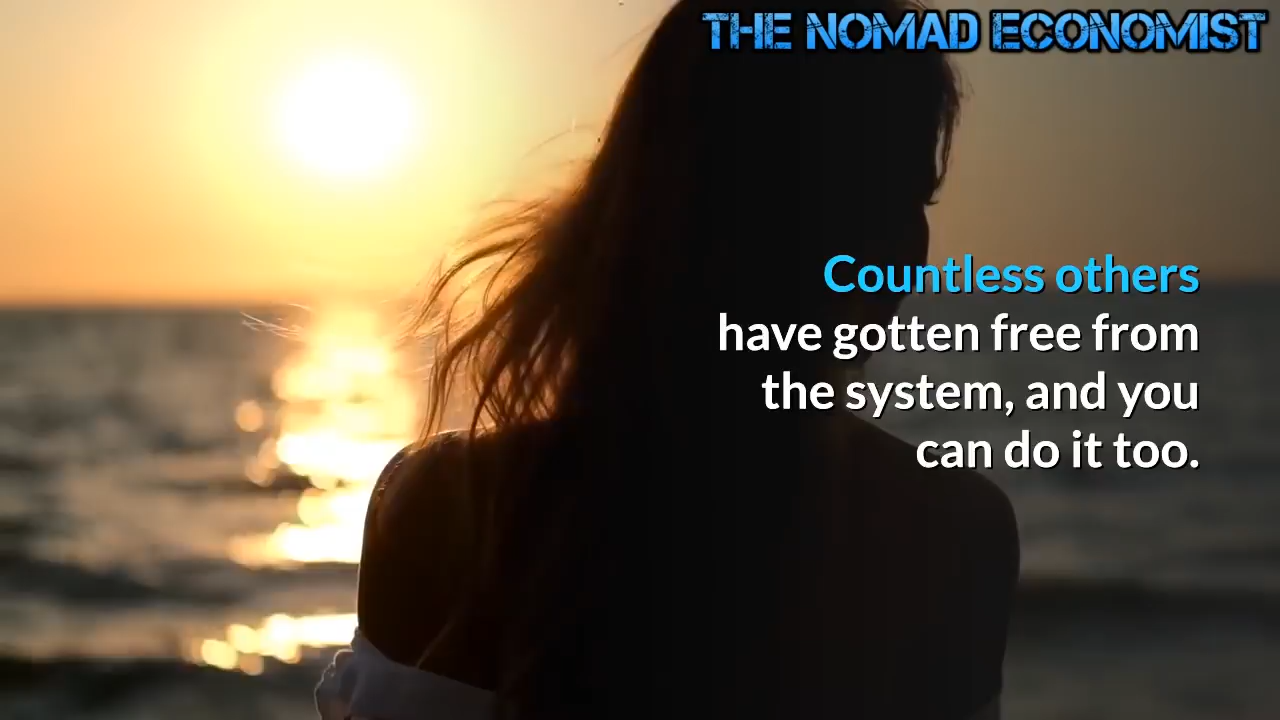 THE NOMAD ECONOMIST
Countless others
have gotten free from
the system, and you
can do it too.